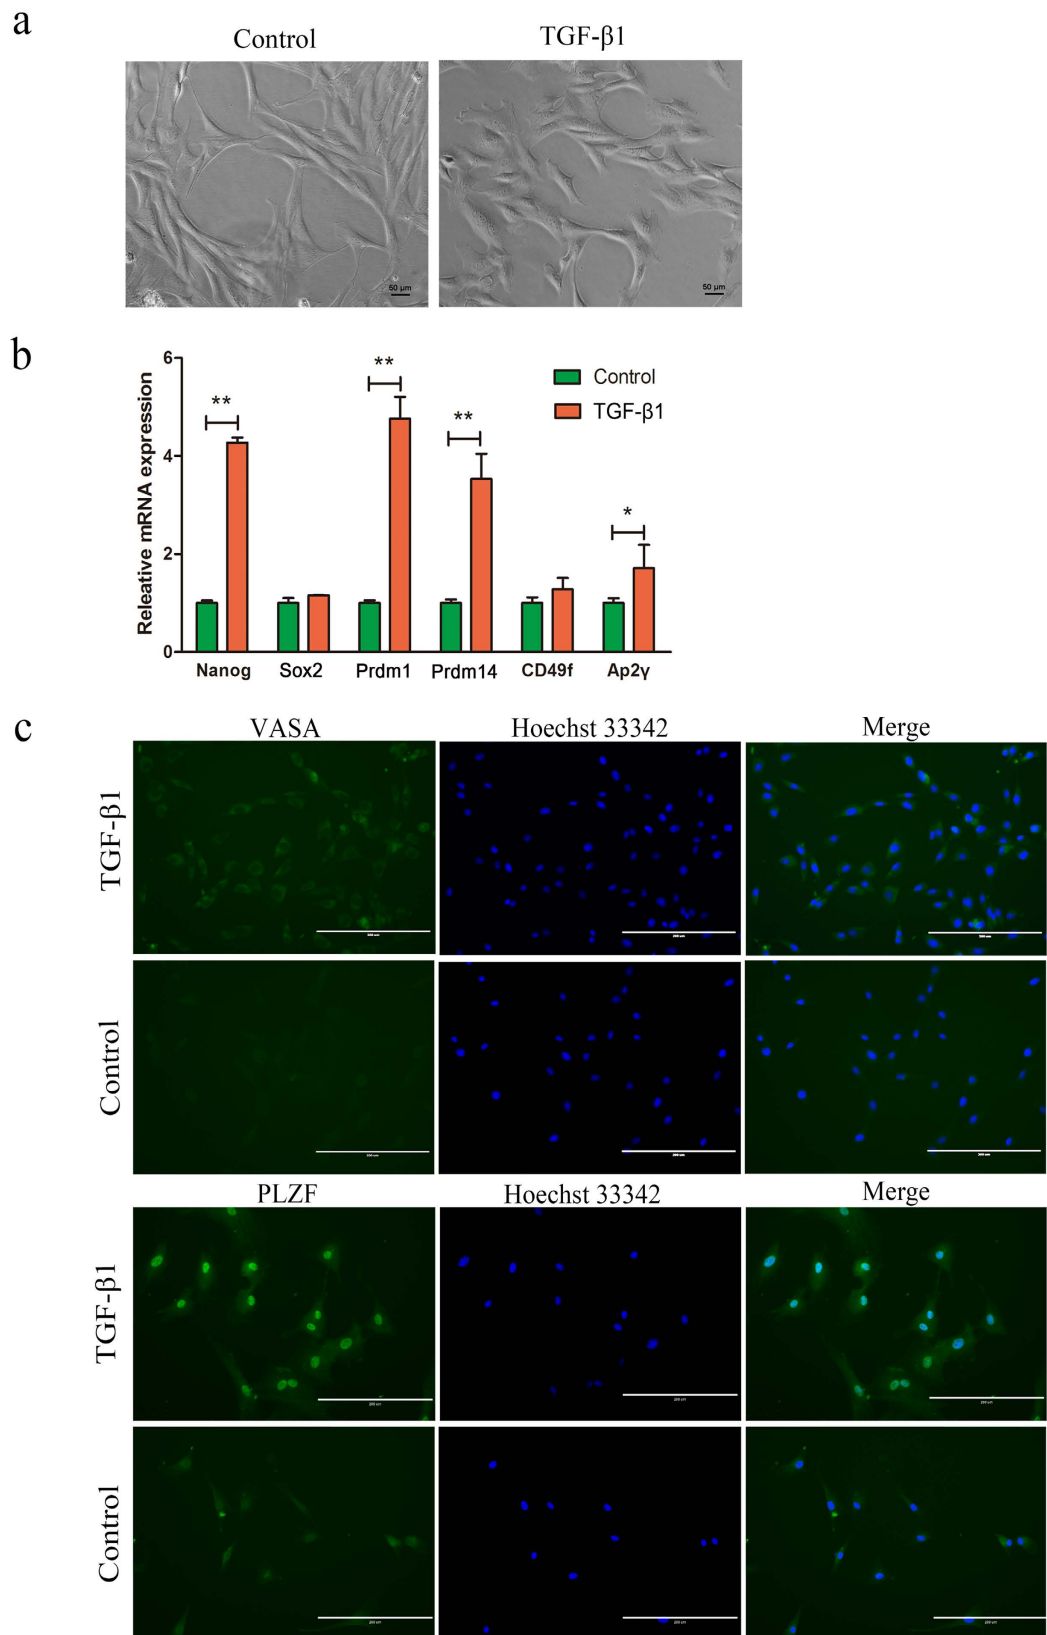 a
Control
TGF-β1
50 μm
50 μm
b
Releative mRNA expression
6
4
2
0
**
**
**
*
Control
TGF-β1
Nanog
Sox2
Prdm1
Prdm14
CD49f
Ap2γ
c
VASA
Hoechst 33342
Merge
TGF-β1
Control
PLZF
Hoechst 33342
Merge
TGF-β1
Control